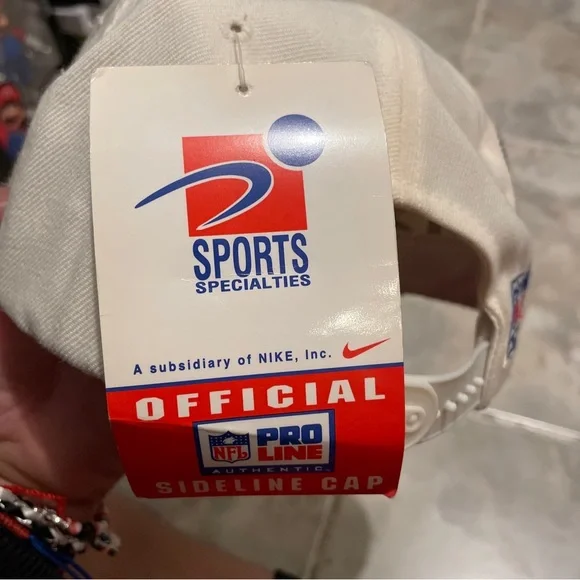 SPORTS
SPECIALTIES
A subsidiary of NIKE, Inc.
OFFICIAL
NFL
PRO
LINE
AUTHENTIC
SIDELINE CAP